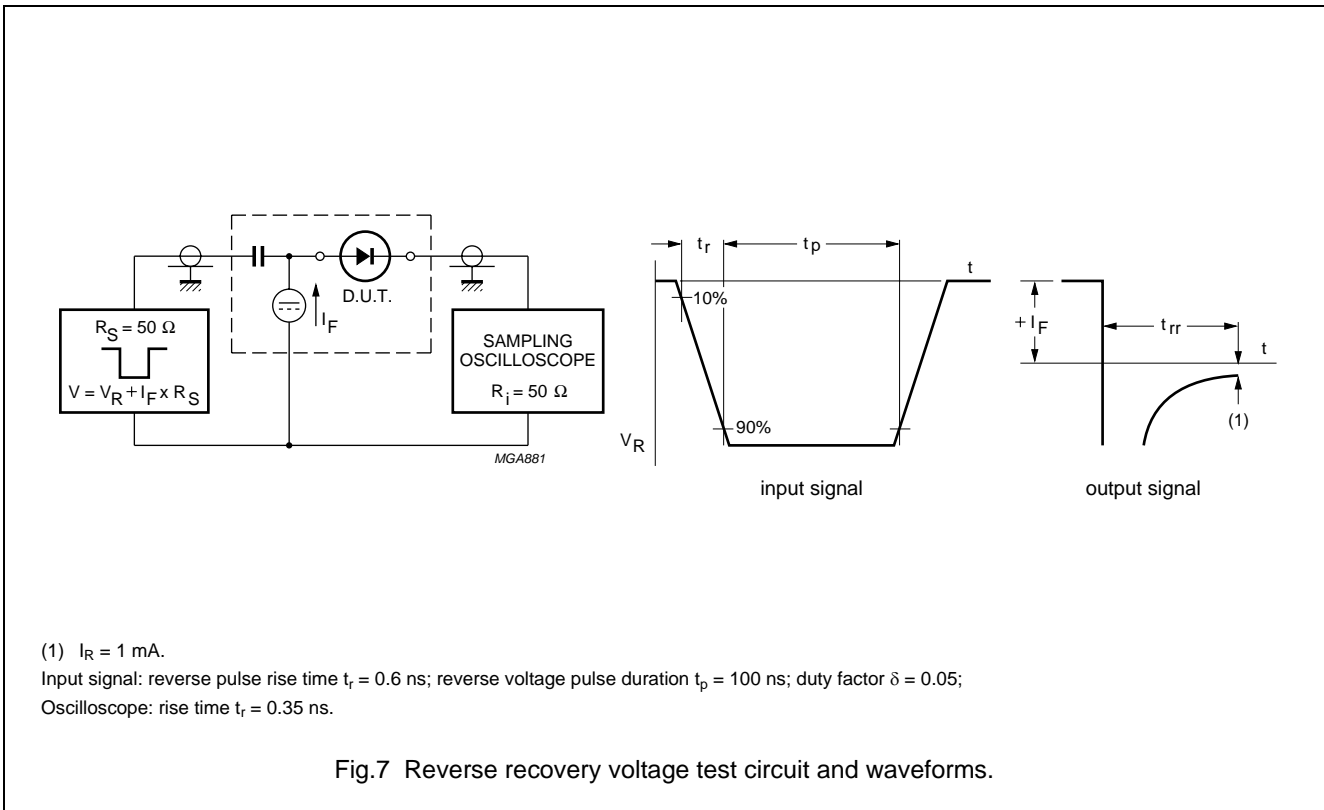 R_S = 50 Ω
V = V_R + I_F x R_S
I_F
D.U.T.
SAMPLING
OSCILLOSCOPE
R_i = 50 Ω
MGA881
t_r
t_p
t
10%
90%
V_R
input signal
+ I_F
t_rr
t
(1)
output signal
(1) I_R = 1 mA.
Input signal: reverse pulse rise time t_r = 0.6 ns; reverse voltage pulse duration t_p = 100 ns; duty factor δ = 0.05;
Oscilloscope: rise time t_r = 0.35 ns.
Fig.7 Reverse recovery voltage test circuit and waveforms.